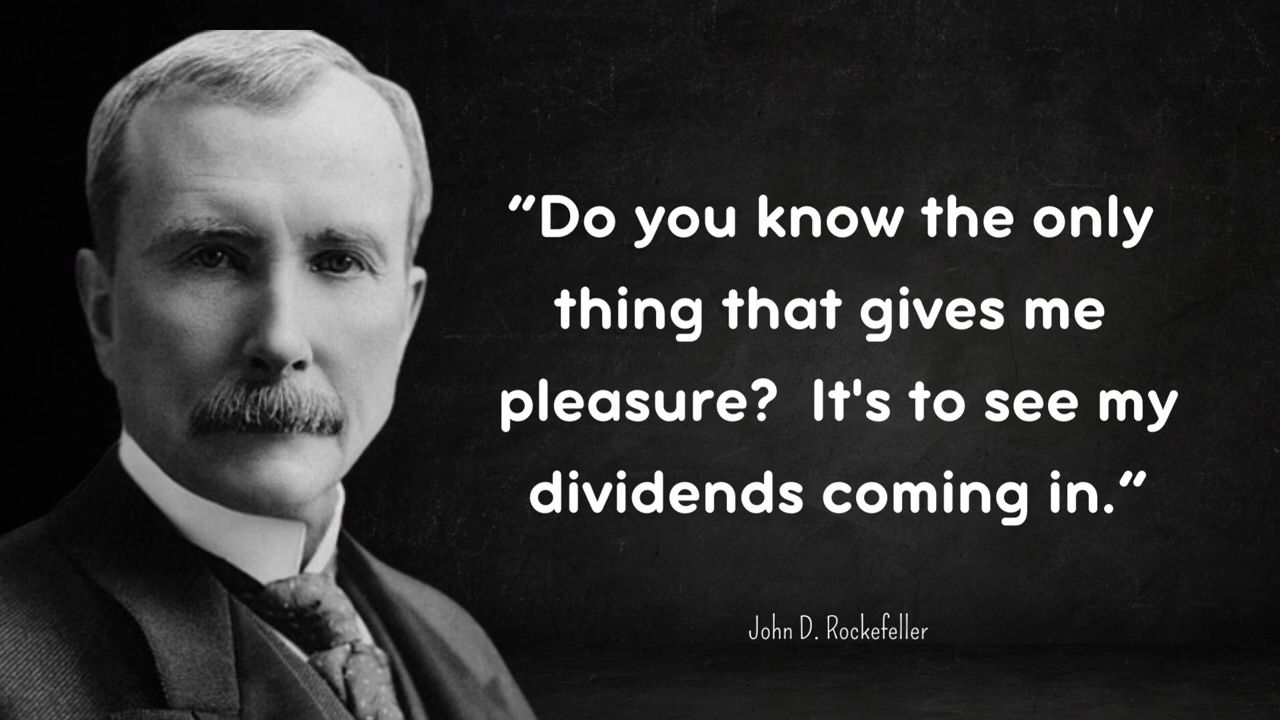 “Do you know the only
thing that gives me
pleasure?  It's to see my
dividends coming in.”
John D. Rockefeller